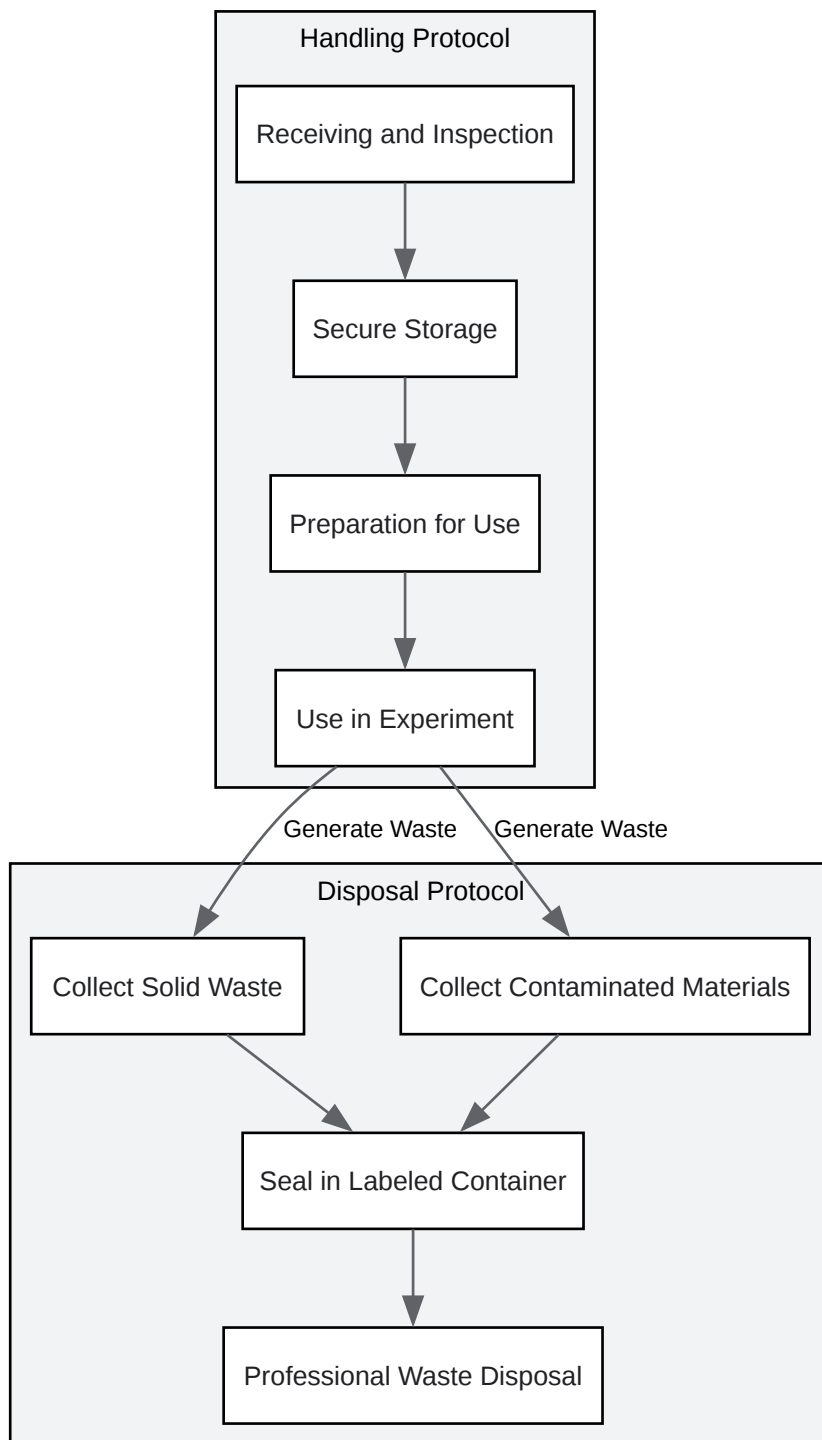 Handling Protocol
Receiving and Inspection
Secure Storage
Preparation for Use
Use in Experiment
Generate Waste
Generate Waste
Disposal Protocol
Collect Solid Waste
Collect Contaminated Materials
Seal in Labeled Container
Professional Waste Disposal